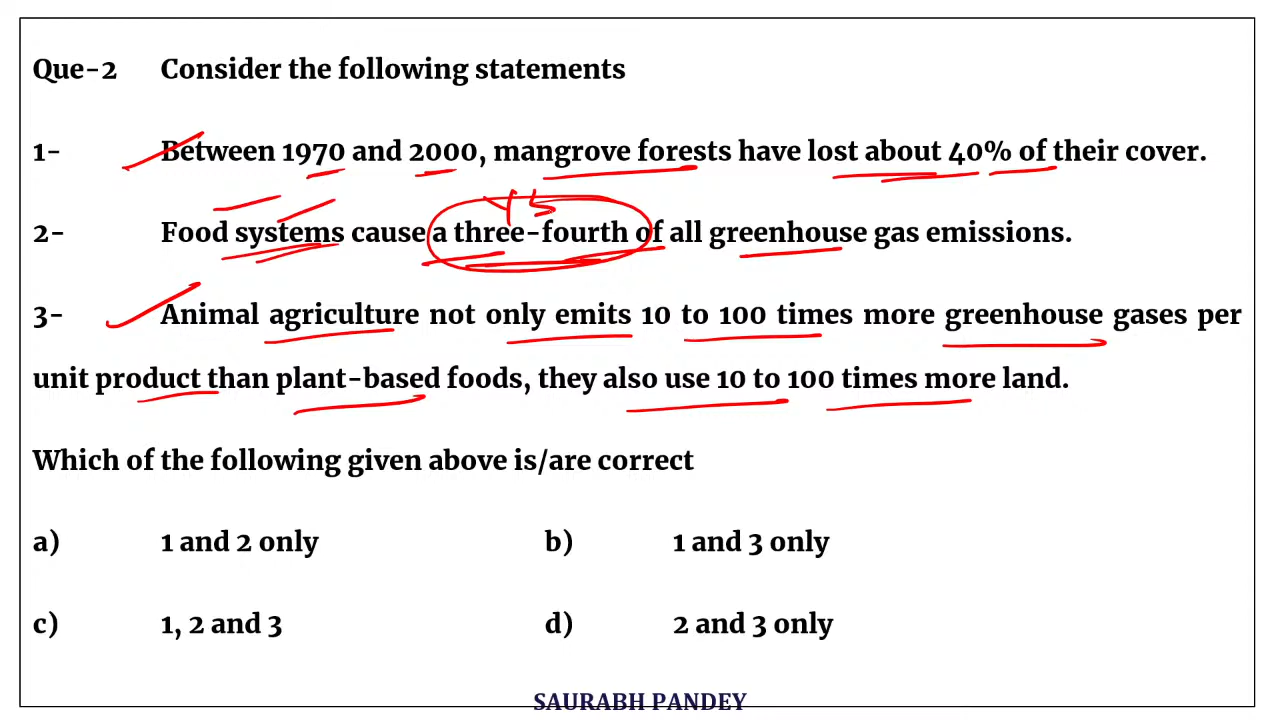 Que-2 Consider the following statements
1- Between 1970 and 2000, mangrove forests have lost about 40% of their cover.
45
2- Food systems cause a three-fourth of all greenhouse gas emissions.
3- Animal agriculture not only emits 10 to 100 times more greenhouse gases per
unit product than plant-based foods, they also use 10 to 100 times more land.
Which of the following given above is/are correct
a) 1 and 2 only b) 1 and 3 only
c) 1, 2 and 3 d) 2 and 3 only
SAURABH PANDEY